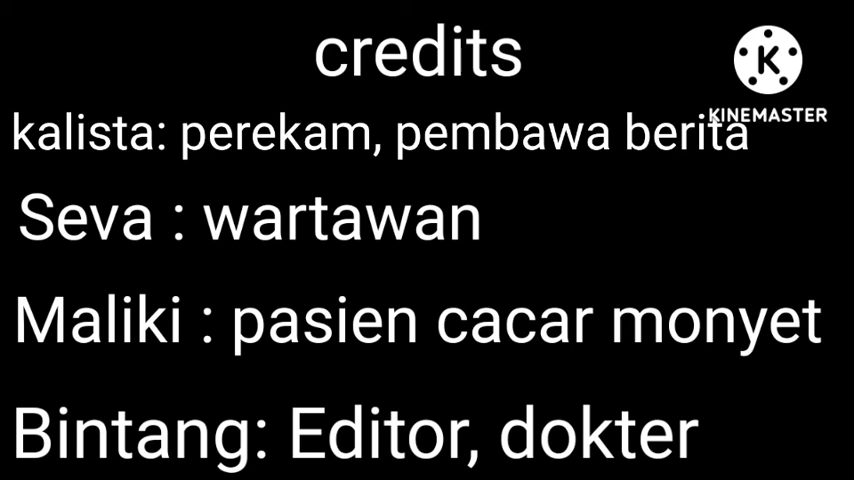 credits
KINEMASTER
kalista: perekam, pembawa berita
Seva : wartawan
Maliki : pasien cacar monyet
Bintang: Editor, dokter